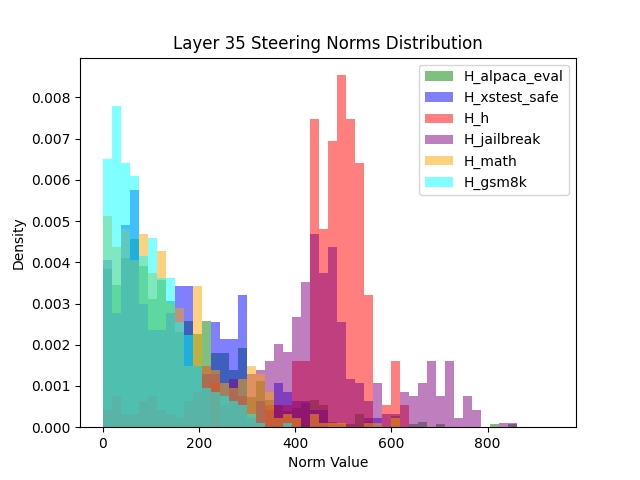 Layer 35 Steering Norms Distribution
H_alpaca_eval
H_xstest_safe
H_h
H_jailbreak
H_math
H_gsm8k
Density
0.008
0.007
0.006
0.005
0.004
0.003
0.002
0.001
0.000
0 200 400 600 800
Norm Value